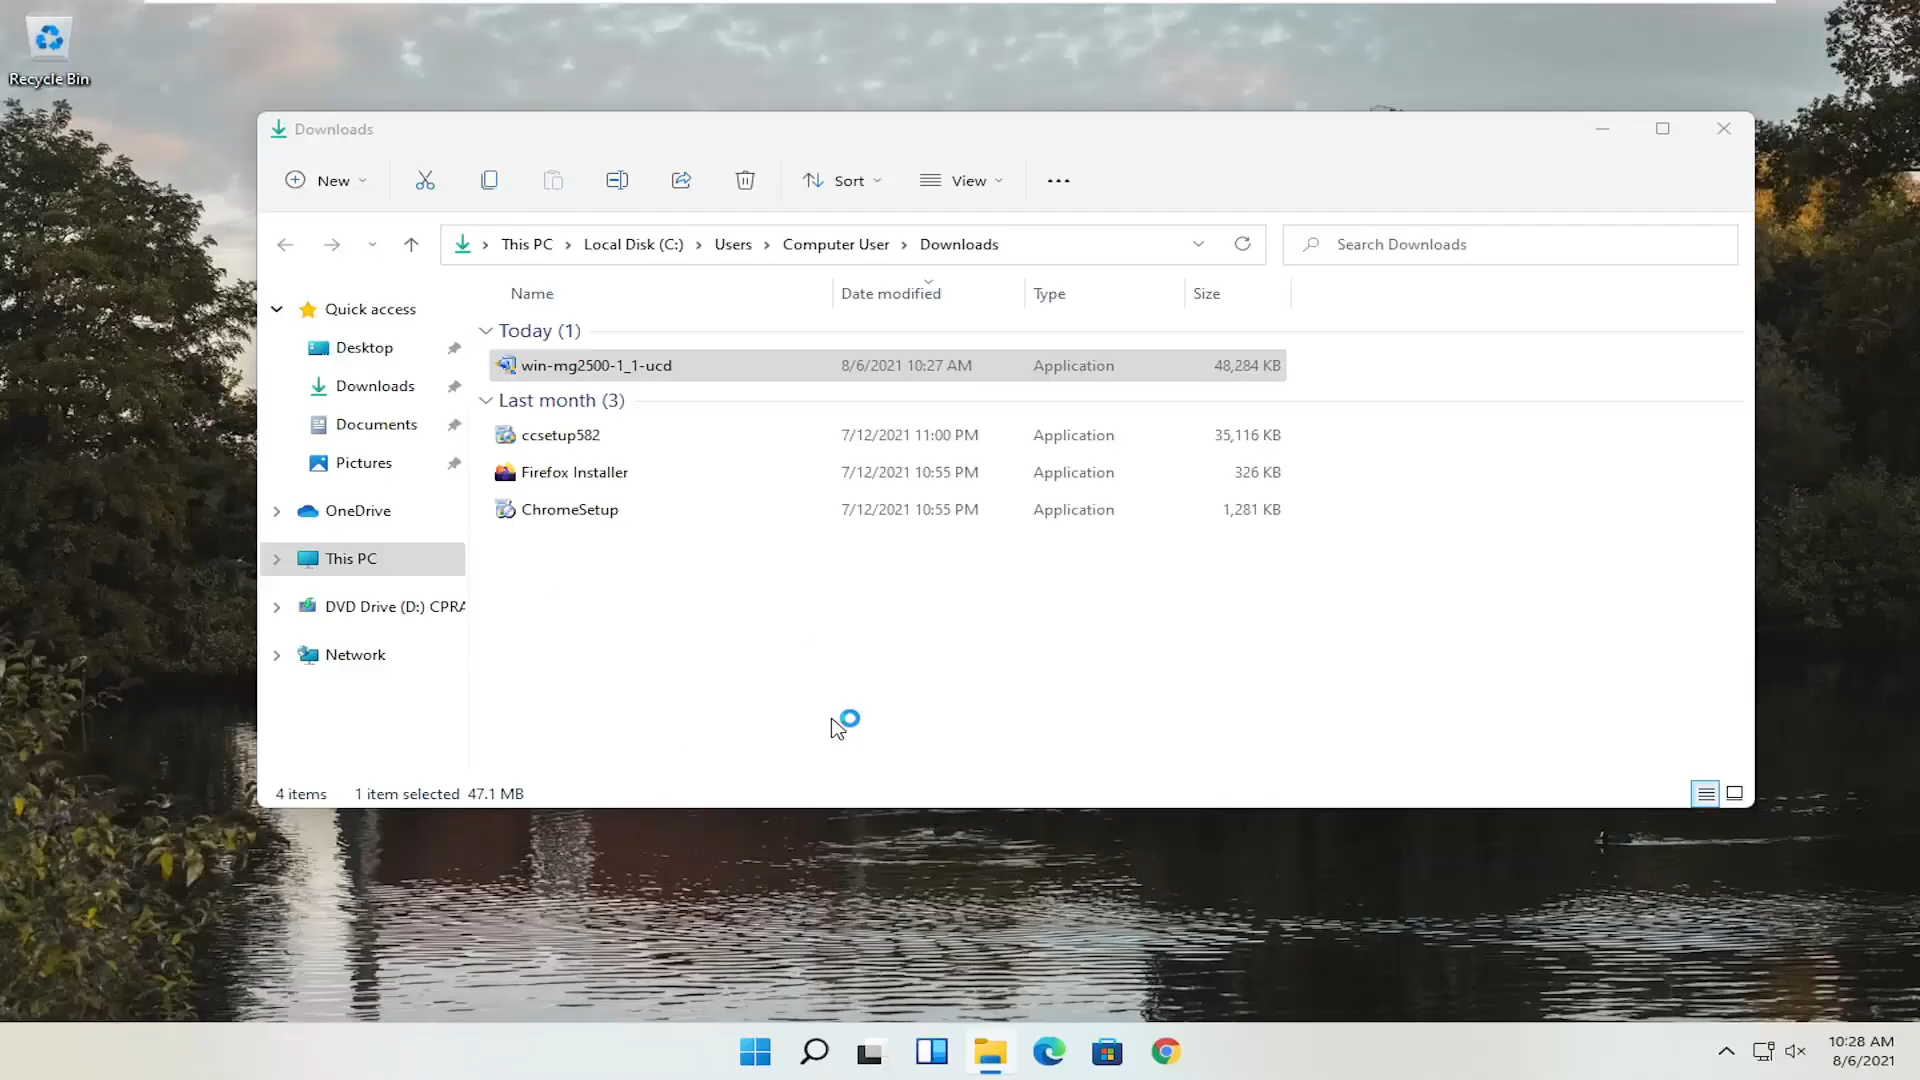 Recycle Bin
Downloads
New
Sort
View
This PC
Local Disk (C:)
Users
Computer User
Downloads
Search Downloads
Name
Date modified
Type
Size
Quick access
Desktop
Downloads
Documents
Pictures
OneDrive
This PC
DVD Drive (D:) CPRA
Network
Today (1)
win-mg2500-1_1-ucd 8/6/2021 10:27 AM Application 48,284 KB
Last month (3)
ccsetup582 7/12/2021 11:00 PM Application 35,116 KB
Firefox Installer 7/12/2021 10:55 PM Application 326 KB
ChromeSetup 7/12/2021 10:55 PM Application 1,281 KB
4 items 1 item selected 47.1 MB
10:28 AM
8/6/2021